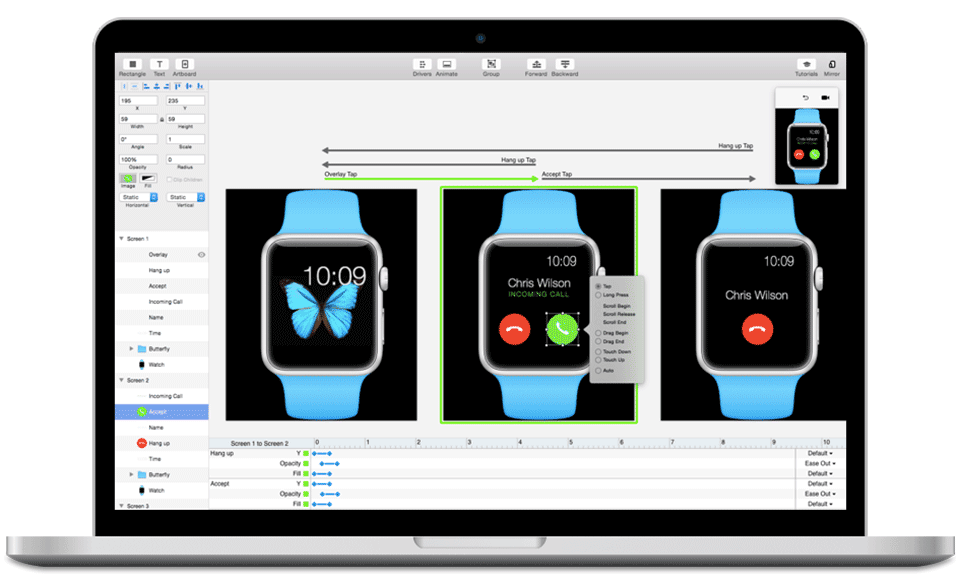 Rectangle Text Artboard Drivers Animate Group Forward Backward Tutorials Mirror
195 235
X Y
59 59
Width Height
0° 1
Angle Scale
100% 0
Opacity Radius
Only Children
Image Fill
Static Static
Horizontal Vertical
Screen 1
Overlay
Hang up
Accept
Incoming Call
Name
Time
Butterfly
Watch
Screen 2
Incoming Call
Accept
Name
Hang up
Time
Butterfly
Watch
Screen 3
Hang up Tap
Hang up Tap
Overlay Tap Accept Tap
10:09
10:09
Chris Wilson
INCOMING CALL
Tap
Long Press
Scroll Begin
Scroll Release
Scroll End
Drag Begin
Drag End
Touch Down
Touch Up
Auto
10:09
Chris Wilson
Screen 1 to Screen 2 0 1 2 3 4 5 6 7 8 9 10
Hang up Y Default
Opacity Ease Out
Fill Default
Accept Y Default
Opacity Ease Out
Fill Default